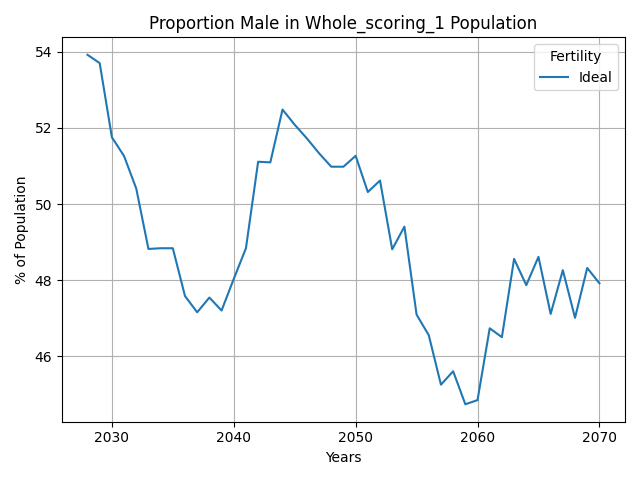 Proportion Male in Whole_scoring_1 Population
Fertility
Ideal
54
52
50
48
46
% of Population
2030 2040 2050 2060 2070
Years